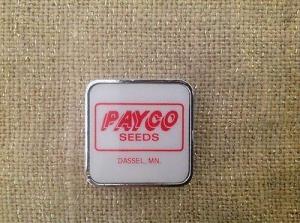 PAYCO
SEEDS
DASSEL, MN.